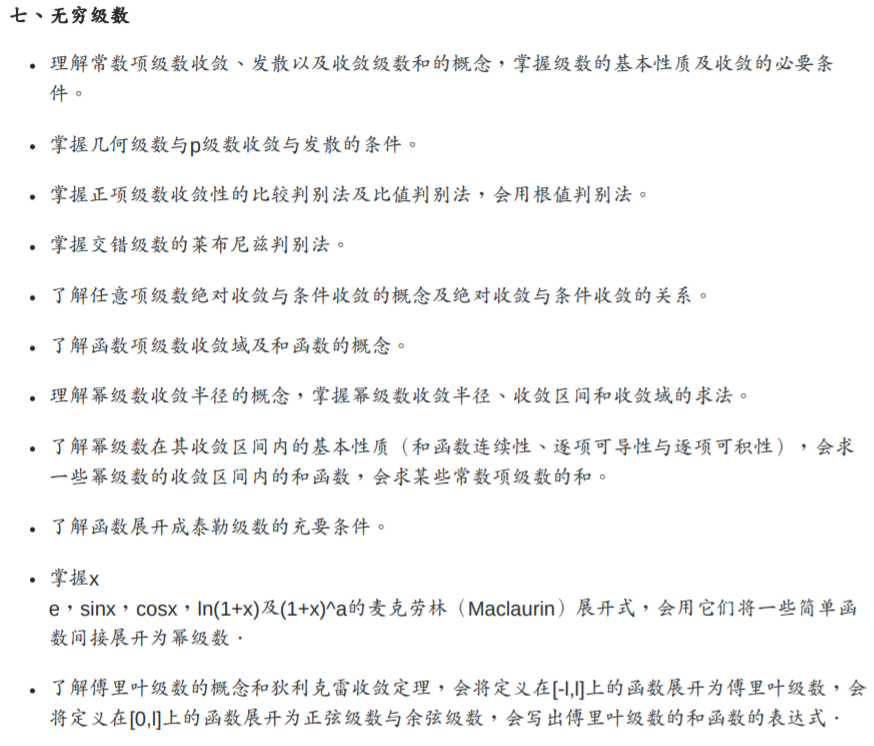 七、无穷级数
• 理解常数项级数收敛、发散以及收敛级数和的概念，掌握级数的基本性质及收敛的必要条
件。
• 掌握几何级数与p级数收敛与发散的条件。
• 掌握正项级数收敛性的比较判别法及比值判别法，会用根值判别法。
• 掌握交错级数的莱布尼兹判别法。
• 了解任意项级数绝对收敛与条件收敛的概念及绝对收敛与条件收敛的关系。
• 了解函数项级数收敛域及和函数的概念。
• 理解幂级数收敛半径的概念，掌握幂级数收敛半径、收敛区间和收敛域的求法。
• 了解幂级数在其收敛区间内的基本性质（和函数连续性、逐项可导性与逐项可积性），会求
一些幂级数的收敛区间内的和函数，会求某些常数项级数的和。
• 了解函数展开成泰勒级数的充要条件。
• 掌握x
e，sinx，cosx，ln(1+x)及(1+x)^a的麦克劳林（Maclaurin）展开式，会用它们将一些简单函
数间接展开为幂级数．
• 了解傅里叶级数的概念和狄利克雷收敛定理，会将定义在[-l,l]上的函数展开为傅里叶级数，会
将定义在[0,l]上的函数展开为正弦级数与余弦级数，会写出傅里叶级数的和函数的表达式．